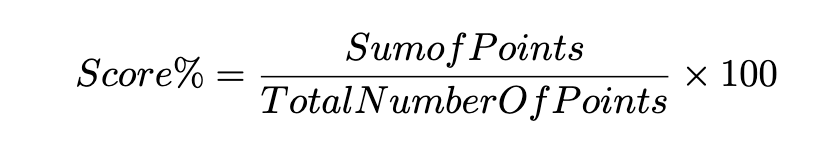 Score% = SumofPoints / TotalNumberOfPoints × 100